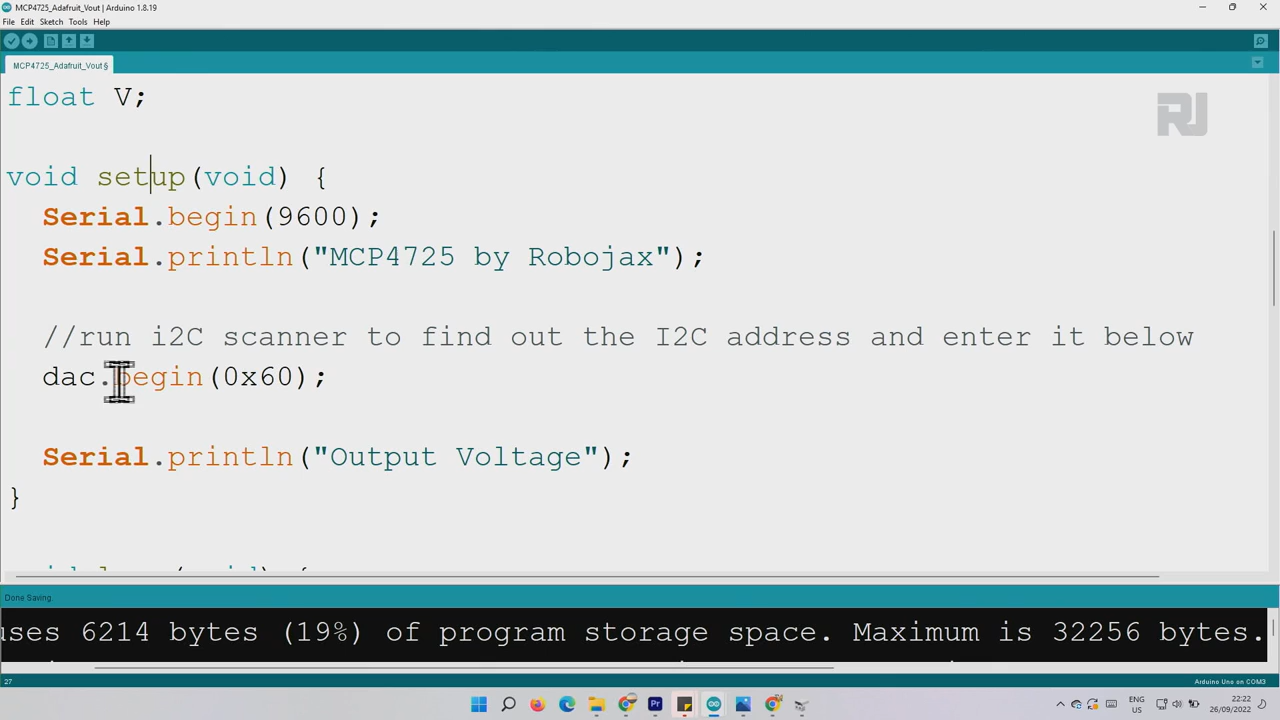 MCP4725_Adafruit_Vout | Arduino 1.8.19
File Edit Sketch Tools Help
MCP4725_Adafruit_Vout §
RJ
float V;
void setup(void) {
Serial.begin(9600);
Serial.println("MCP4725 by Robojax");
//run i2C scanner to find out the I2C address and enter it below
dac.begin(0x60);
Serial.println("Output Voltage");
}
Done Saving.
uses 6214 bytes (19%) of program storage space. Maximum is 32256 bytes.
27
Arduino Uno on COM3
ENG
US
22:22
26/09/2022